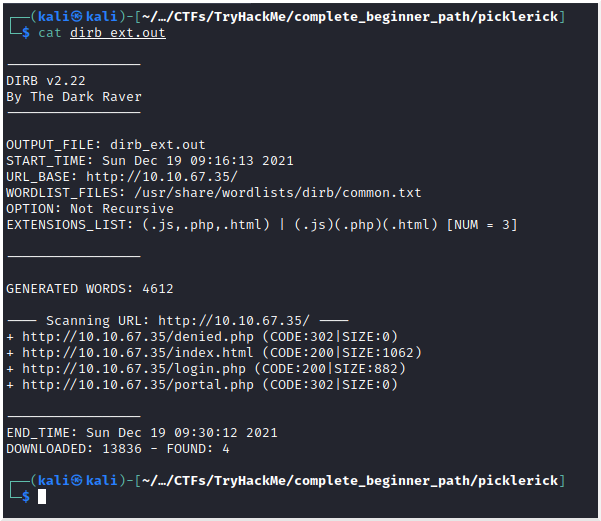 ┌──(kali㉿kali)-[~/…/CTFs/TryHackMe/complete_beginner_path/picklerick]
└─$ cat dirb_ext.out
-----------------
DIRB v2.22
By The Dark Raver
-----------------
OUTPUT_FILE: dirb_ext.out
START_TIME: Sun Dec 19 09:16:13 2021
URL_BASE: http://10.10.67.35/
WORDLIST_FILES: /usr/share/wordlists/dirb/common.txt
OPTION: Not Recursive
EXTENSIONS_LIST: (.js,.php,.html) | (.js)(.php)(.html) [NUM = 3]
-----------------
GENERATED WORDS: 4612
---- Scanning URL: http://10.10.67.35/ ----
+ http://10.10.67.35/denied.php (CODE:302|SIZE:0)
+ http://10.10.67.35/index.html (CODE:200|SIZE:1062)
+ http://10.10.67.35/login.php (CODE:200|SIZE:882)
+ http://10.10.67.35/portal.php (CODE:302|SIZE:0)
-----------------
END_TIME: Sun Dec 19 09:30:12 2021
DOWNLOADED: 13836 - FOUND: 4
┌──(kali㉿kali)-[~/…/CTFs/TryHackMe/complete_beginner_path/picklerick]
└─$